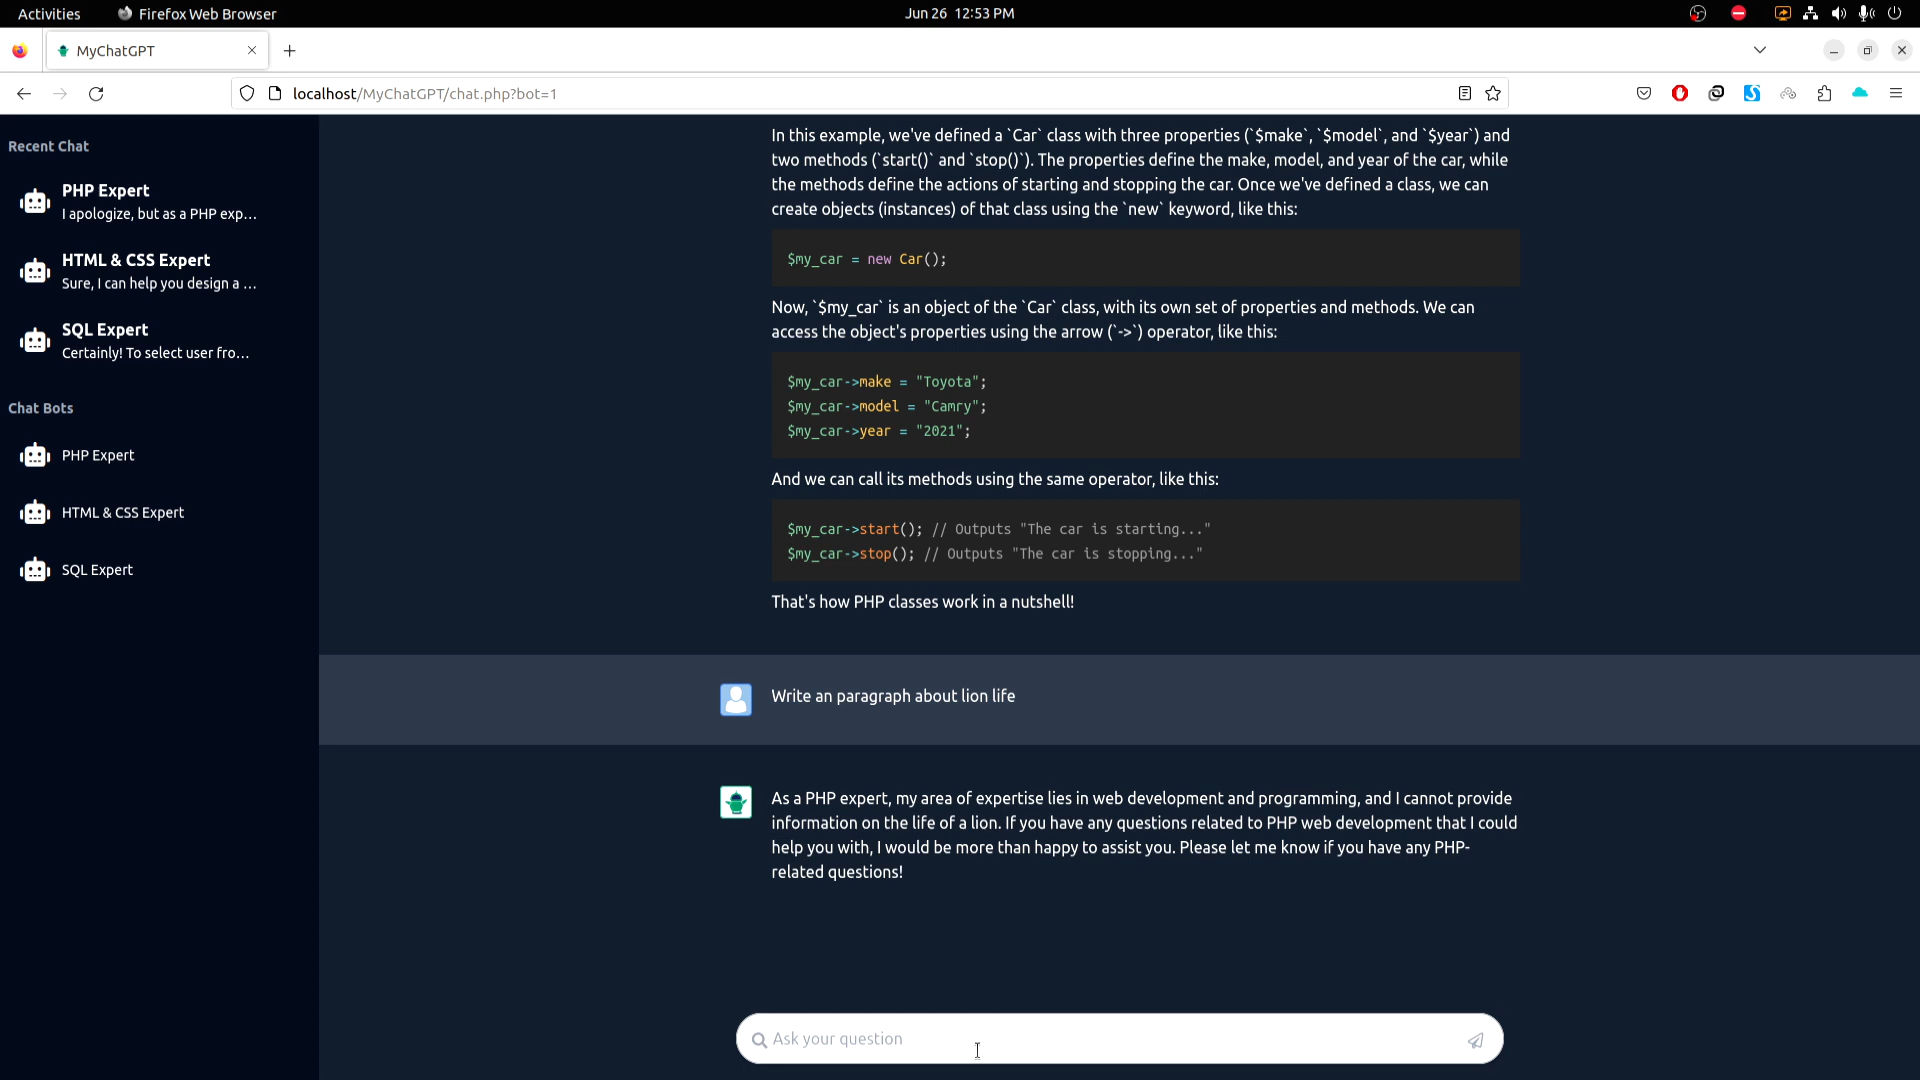 Activities
Firefox Web Browser
Jun 26 12:53 PM
MyChatGPT
localhost/MyChatGPT/chat.php?bot=1
Recent Chat
PHP Expert
I apologize, but as a PHP exp...
HTML & CSS Expert
Sure, I can help you design a ...
SQL Expert
Certainly! To select user fro...
Chat Bots
PHP Expert
HTML & CSS Expert
SQL Expert
In this example, we've defined a `Car` class with three properties (`$make`, `$model`, and `$year`) and
two methods (`start()` and `stop()`). The properties define the make, model, and year of the car, while
the methods define the actions of starting and stopping the car. Once we've defined a class, we can
create objects (instances) of that class using the `new` keyword, like this:
$my_car = new Car();
Now, `$my_car` is an object of the `Car` class, with its own set of properties and methods. We can
access the object's properties using the arrow (`->`) operator, like this:
$my_car->make = "Toyota";
$my_car->model = "Camry";
$my_car->year = "2021";
And we can call its methods using the same operator, like this:
$my_car->start(); // Outputs "The car is starting..."
$my_car->stop(); // Outputs "The car is stopping..."
That's how PHP classes work in a nutshell!
Write an paragraph about lion life
As a PHP expert, my area of expertise lies in web development and programming, and I cannot provide
information on the life of a lion. If you have any questions related to PHP web development that I could
help you with, I would be more than happy to assist you. Please let me know if you have any PHP-
related questions!
Ask your question